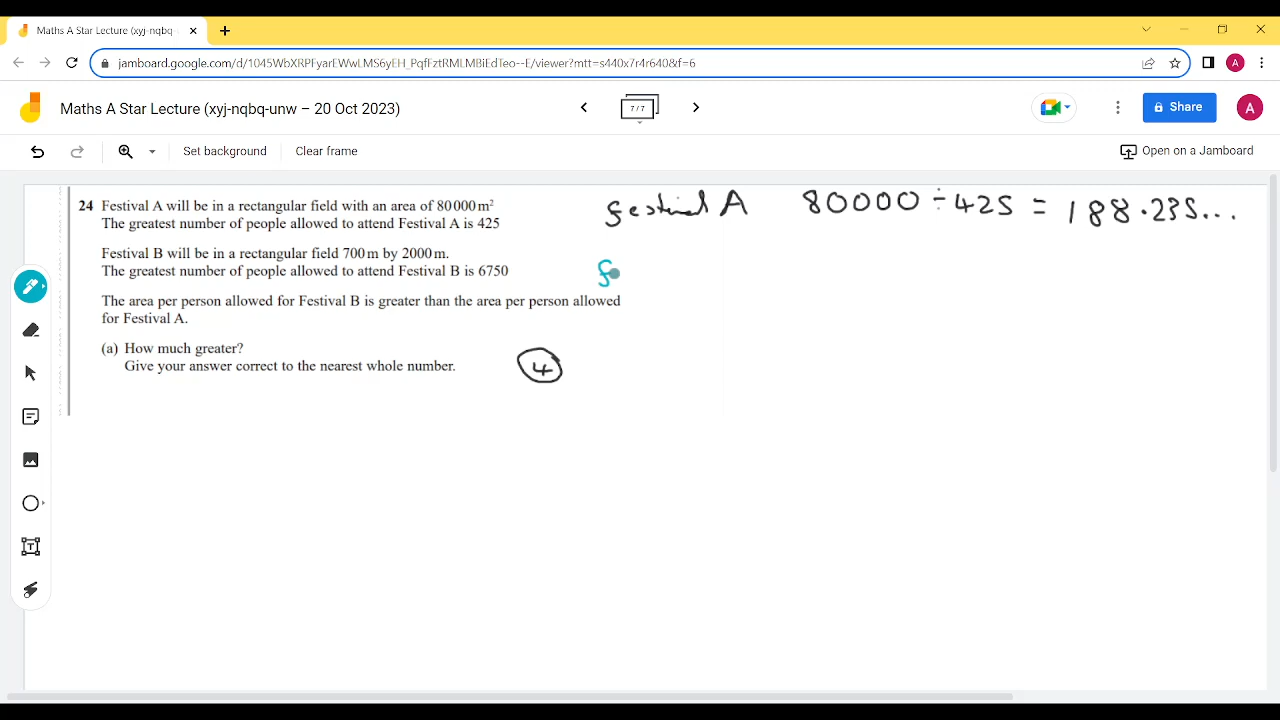 Maths A Star Lecture (xyj-nqbq
jamboard.google.com/d/1045WbXRPFyarEWwLMS6yEH_PqfFztRMLMBiEdTeo--E/viewer?mtt=s440x7r4r640&f=6
A
Maths A Star Lecture (xyj-nqbq-unw – 20 Oct 2023)
7 / 7
Share
A
Set background
Clear frame
Open on a Jamboard
24 Festival A will be in a rectangular field with an area of 80 000 m²
The greatest number of people allowed to attend Festival A is 425
festival A 80000 ÷ 425 = 188.235...
Festival B will be in a rectangular field 700 m by 2000 m.
The greatest number of people allowed to attend Festival B is 6750
f
The area per person allowed for Festival B is greater than the area per person allowed
for Festival A.
(a) How much greater?
Give your answer correct to the nearest whole number.
4